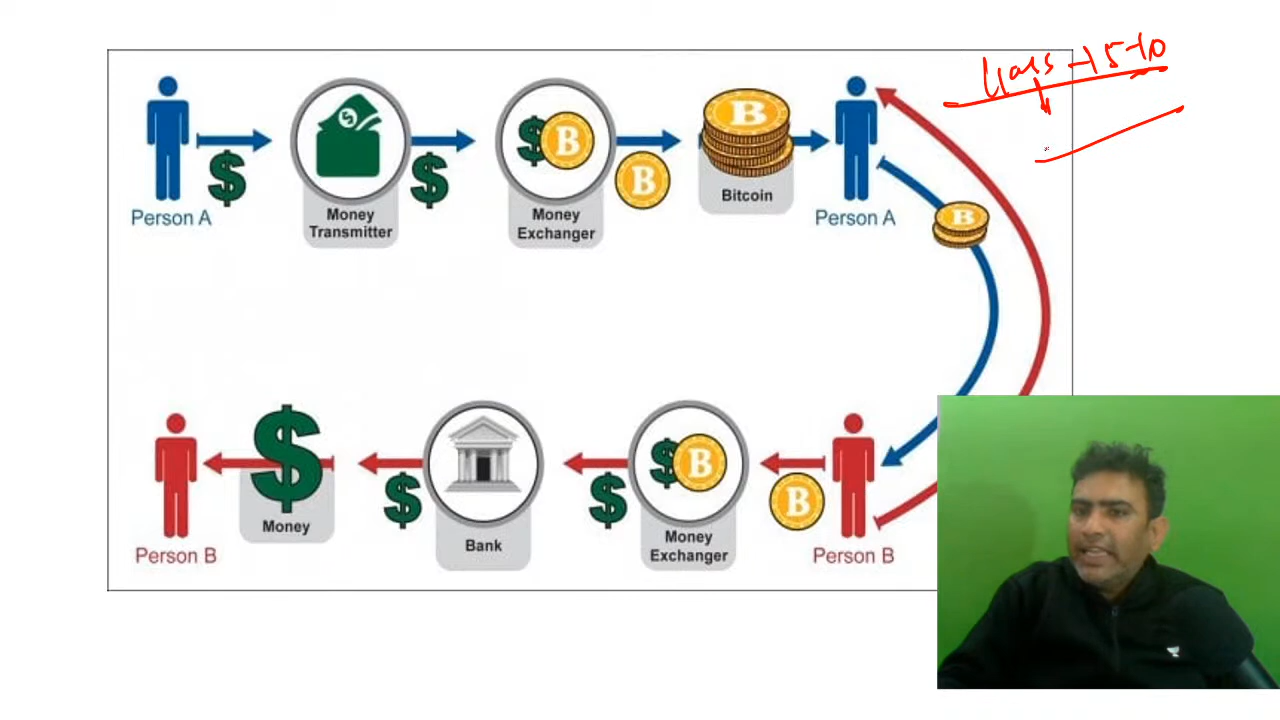 Person A
Money
Transmitter
Money
Exchanger
Bitcoin
Person A
Person B
Money
Bank
Money
Exchanger
Person B